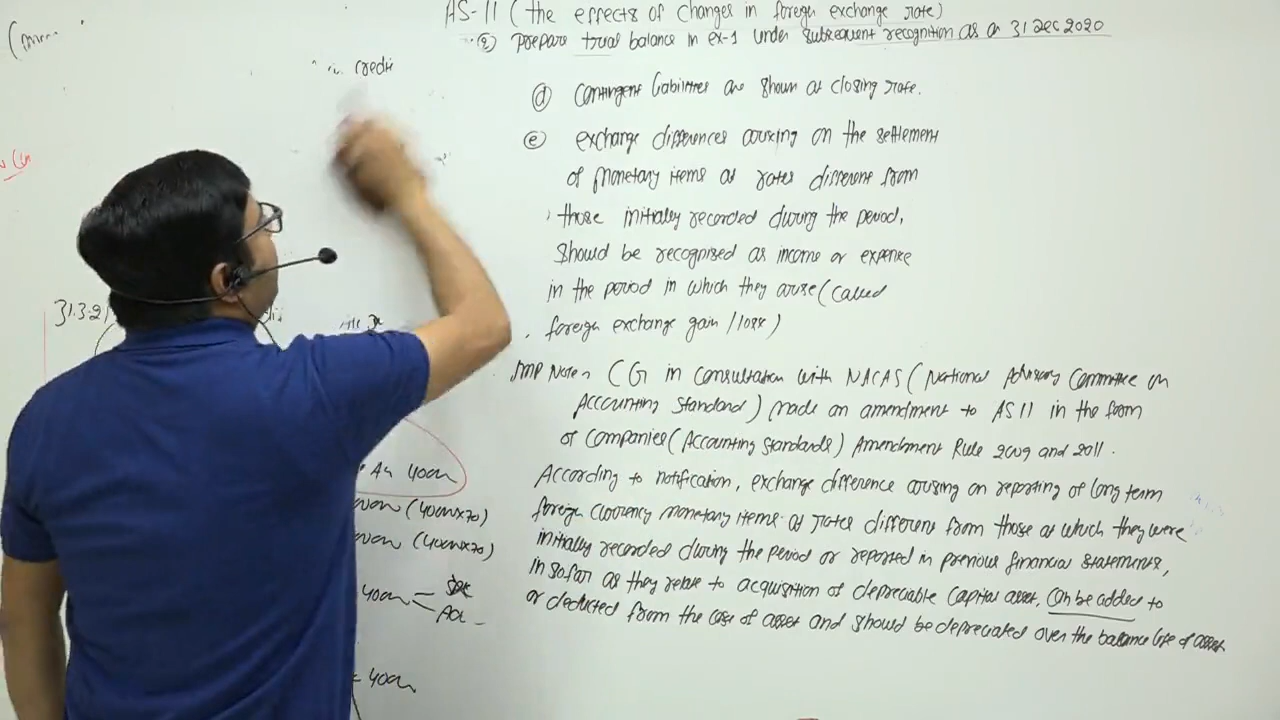 AS-11 (the effects of changes in foreign exchange rate)
Q) prepare trial balance in ex-1 under subsequent recognition as on 31 Dec 2020
credit
(d) contingent liabilities are shown at closing rate.
(e) exchange differences arising on the settlement
of monetary items at rates different from
those initially recorded during the period,
should be recognised as income or expense
in the period in which they arise (called
foreign exchange gain / loss)
IMP Note: CG in consultation with NACAS (National Advisory Committee on
Accounting Standard) made an amendment to AS 11 in the form
of companies (Accounting Standards) Amendment Rule 2009 and 2011.
According to notification, exchange difference arising on reporting of long term
foreign currency monetary items at rates different from those at which they were
initially recorded during the period or reported in previous financial statements,
in so far as they relate to acquisition of depreciable capital asset, can be added to
or deducted from the cost of asset and should be depreciated over the balance life of asset
31.3.21
(40cr×70)
(40cr×70)